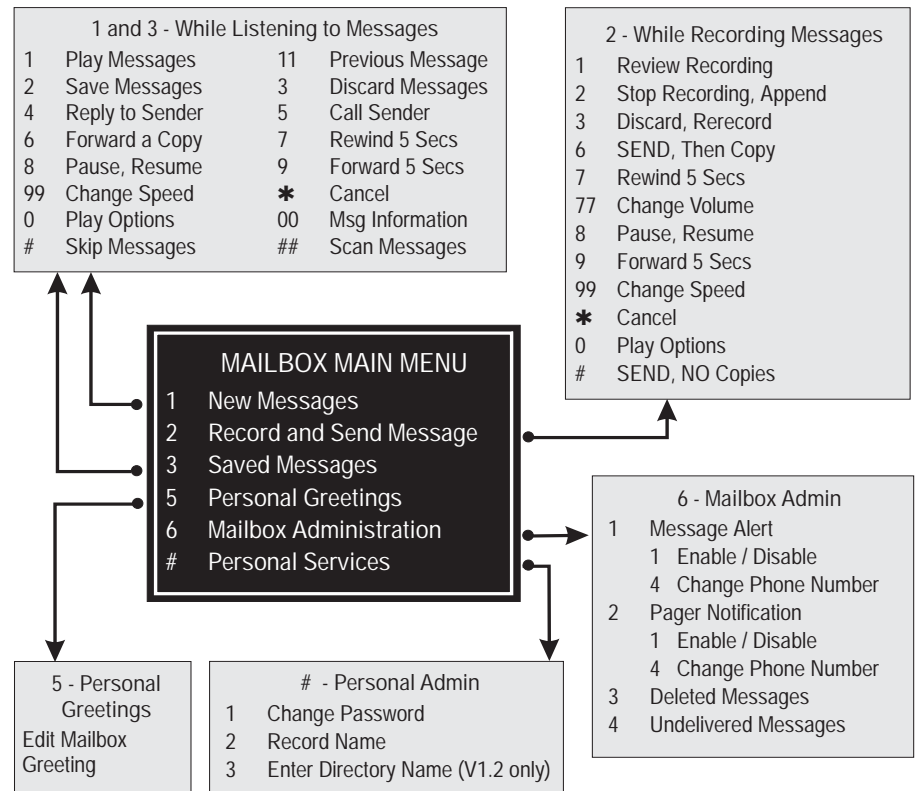 1 and 3 - While Listening to Messages
1 Play Messages 11 Previous Message
2 Save Messages 3 Discard Messages
4 Reply to Sender 5 Call Sender
6 Forward a Copy 7 Rewind 5 Secs
8 Pause, Resume 9 Forward 5 Secs
99 Change Speed ✱ Cancel
0 Play Options 00 Msg Information
# Skip Messages ## Scan Messages
2 - While Recording Messages
1 Review Recording
2 Stop Recording, Append
3 Discard, Rerecord
6 SEND, Then Copy
7 Rewind 5 Secs
77 Change Volume
8 Pause, Resume
9 Forward 5 Secs
99 Change Speed
✱ Cancel
0 Play Options
# SEND, NO Copies
MAILBOX MAIN MENU
1 New Messages
2 Record and Send Message
3 Saved Messages
5 Personal Greetings
6 Mailbox Administration
# Personal Services
6 - Mailbox Admin
1 Message Alert
1 Enable / Disable
4 Change Phone Number
2 Pager Notification
1 Enable / Disable
4 Change Phone Number
3 Deleted Messages
4 Undelivered Messages
5 - Personal
Greetings
Edit Mailbox
Greeting
# - Personal Admin
1 Change Password
2 Record Name
3 Enter Directory Name (V1.2 only)